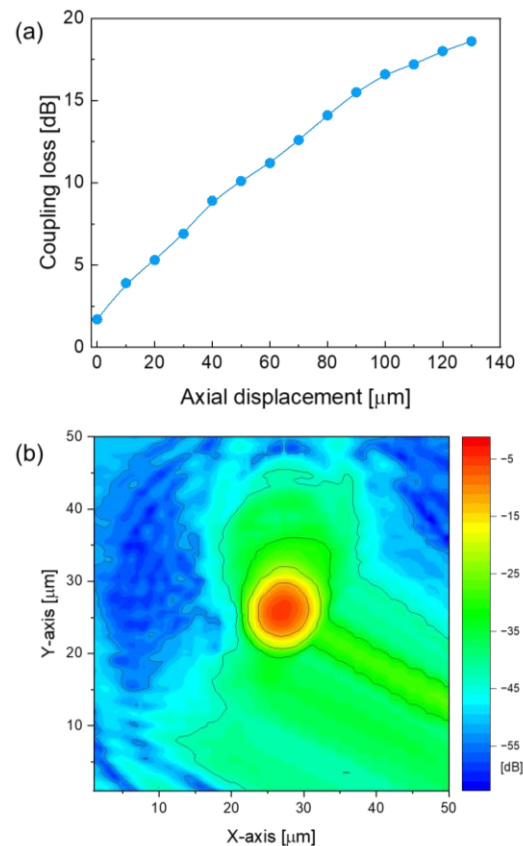 (a)
20
15
10
5
0
Coupling loss [dB]
0 20 40 60 80 100 120 140
Axial displacement [μm]
(b)
50
40
30
20
10
Y-axis [μm]
10 20 30 40 50
X-axis [μm]
-5
-15
-25
-35
-45
-55
[dB]